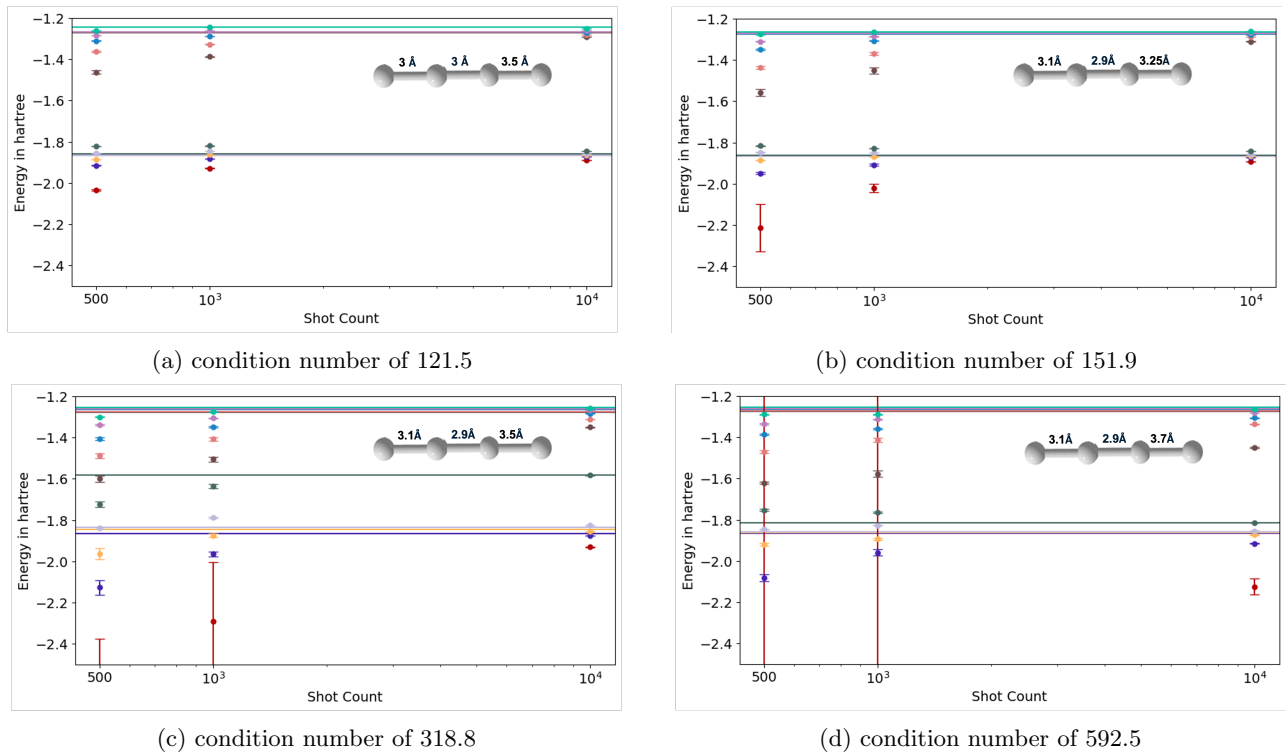 −1.2
−1.4
−1.6
−1.8
−2.0
−2.2
−2.4
Energy in hartree
500
10³
10⁴
Shot Count
3 Å 3 Å 3.5 Å
(a) condition number of 121.5
−1.2
−1.4
−1.6
−1.8
−2.0
−2.2
−2.4
Energy in hartree
500
10³
10⁴
Shot Count
3.1Å 2.9Å 3.25Å
(b) condition number of 151.9
−1.2
−1.4
−1.6
−1.8
−2.0
−2.2
−2.4
Energy in hartree
500
10³
10⁴
Shot Count
3.1Å 2.9Å 3.5Å
(c) condition number of 318.8
−1.2
−1.4
−1.6
−1.8
−2.0
−2.2
−2.4
Energy in hartree
500
10³
10⁴
Shot Count
3.1Å 2.9Å 3.7Å
(d) condition number of 592.5